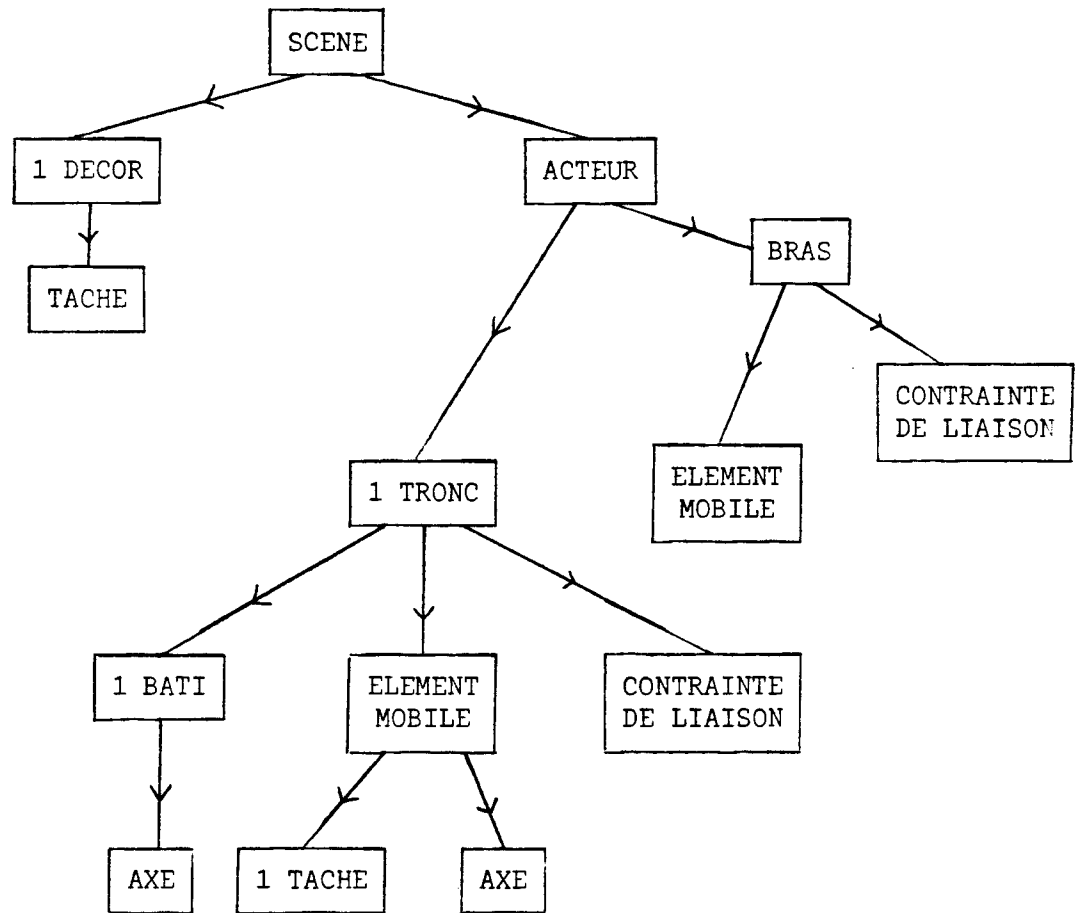 SCENE
1 DECOR
ACTEUR
BRAS
TACHE
CONTRAINTE
DE LIAISON
ELEMENT
MOBILE
1 TRONC
1 BATI
ELEMENT
MOBILE
CONTRAINTE
DE LIAISON
AXE
1 TACHE
AXE